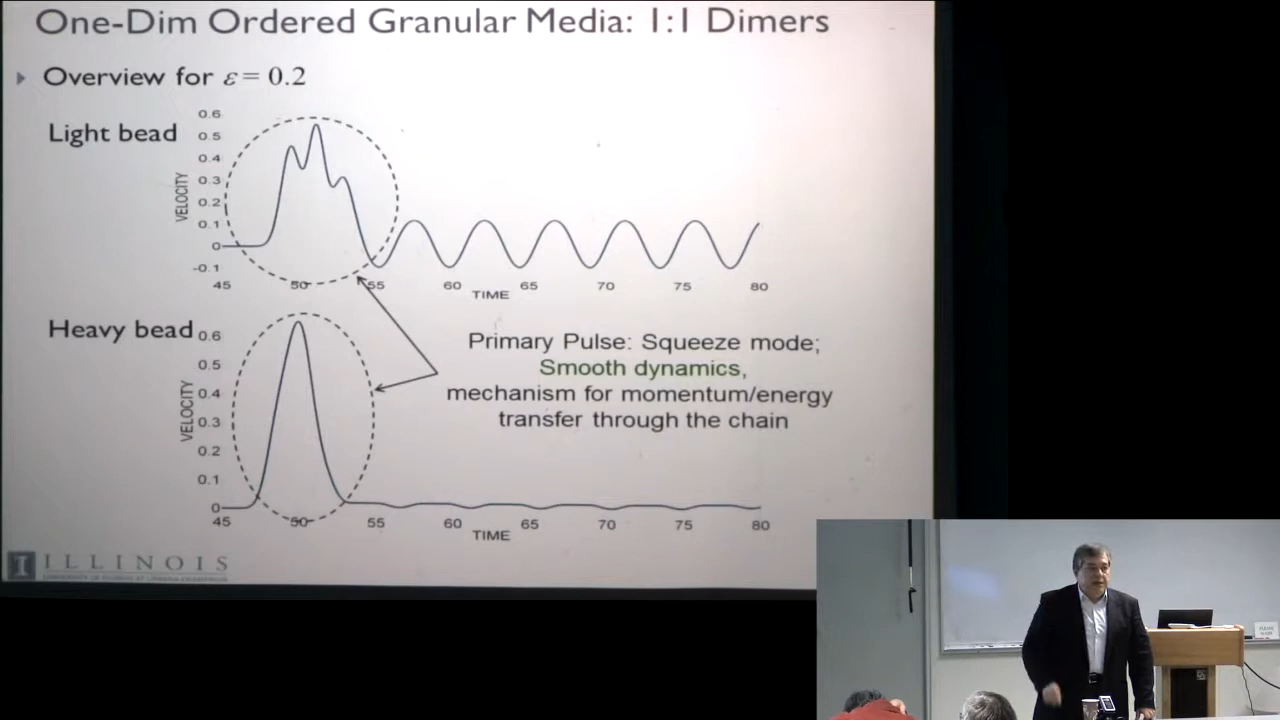 One-Dim Ordered Granular Media: 1:1 Dimers
Overview for ε = 0.2
Light bead
VELOCITY
0.6
0.5
0.4
0.3
0.2
0.1
0
-0.1
45 50 55 60 65 70 75 80
TIME
Heavy bead
VELOCITY
0.6
0.5
0.4
0.3
0.2
0.1
0
45 50 55 60 65 70 75 80
TIME
Primary Pulse: Squeeze mode;
Smooth dynamics,
mechanism for momentum/energy
transfer through the chain
I ILLINOIS